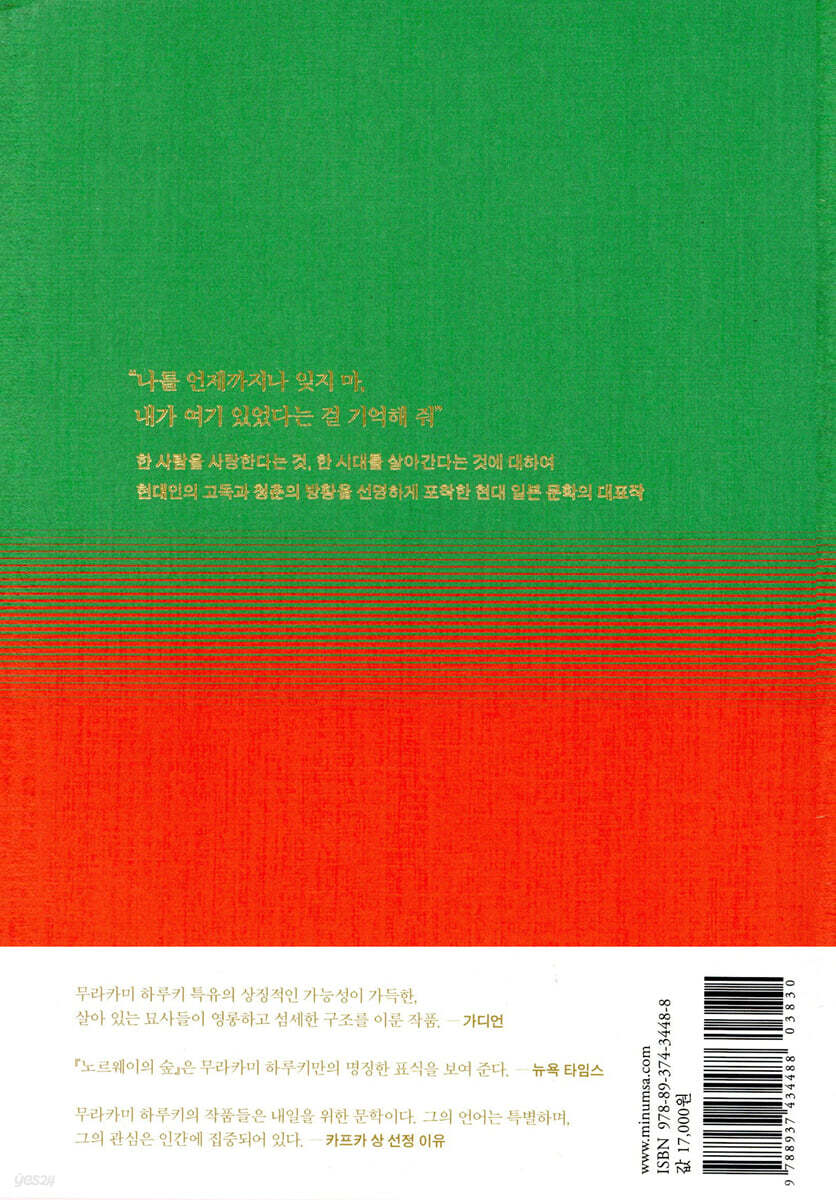 “나를 언제까지나 잊지 마,
내가 여기 있었다는 걸 기억해 줘”
한 사람을 사랑한다는 것, 한 시대를 살아간다는 것에 대하여
현대인의 고독과 청춘의 방황을 선명하게 포착한 현대 일본 문학의 대표작
무라카미 하루키 특유의 상징적인 가능성이 가득한,
살아 있는 묘사들이 영롱하고 섬세한 구조를 이룬 작품. ─ 가디언
『노르웨이의 숲』은 무라카미 하루키만의 명징한 표식을 보여 준다. ─ 뉴욕 타임스
무라카미 하루키의 작품들은 내일을 위한 문학이다. 그의 언어는 특별하며,
그의 관심은 인간에 집중되어 있다. ─ 카프카 상 선정 이유
www.minumsa.com
ISBN 978-89-374-3448-8
값 17,000원
03830
9 788937 434488
yes24